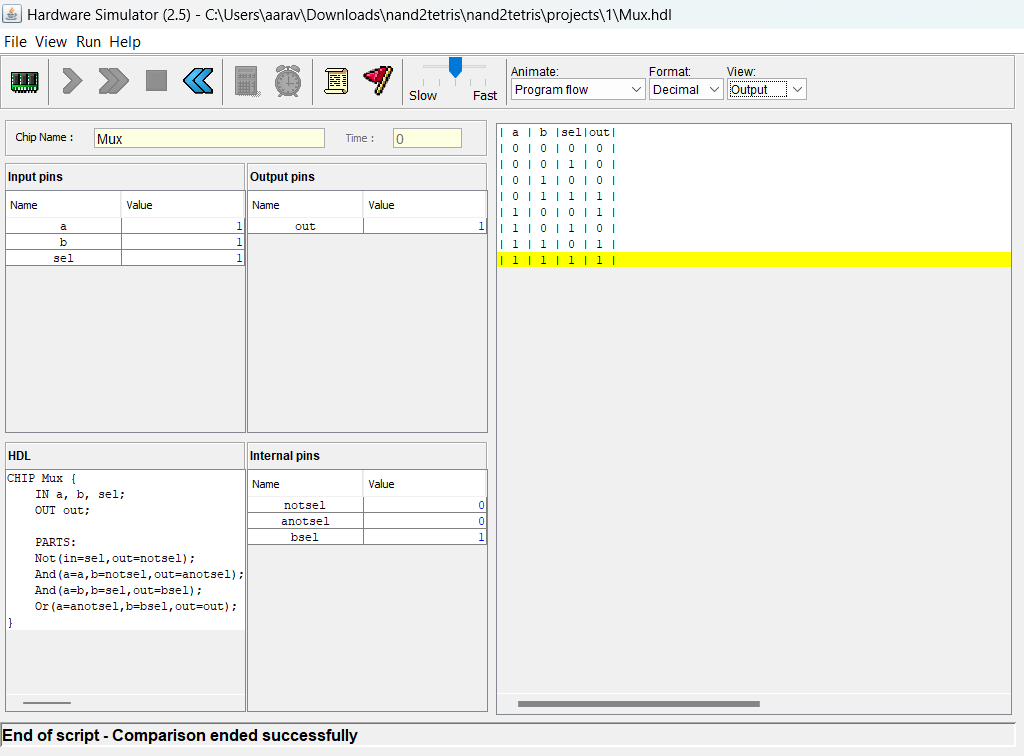 Hardware Simulator (2.5) - C:\Users\aarav\Downloads\nand2tetris\nand2tetris\projects\1\Mux.hdl
File View Run Help
Slow Fast
Animate: Format: View:
Program flow Decimal Output
Chip Name : Mux Time : 0
Input pins
Name Value
a 1
b 1
sel 1
Output pins
Name Value
out 1
HDL
CHIP Mux {
    IN a, b, sel;
    OUT out;

    PARTS:
    Not(in=sel,out=notsel);
    And(a=a,b=notsel,out=anotsel);
    And(a=b,b=sel,out=bsel);
    Or(a=anotsel,b=bsel,out=out);
}
Internal pins
Name Value
notsel 0
anotsel 0
bsel 1
| a | b |sel|out|
| 0 | 0 | 0 | 0 |
| 0 | 0 | 1 | 0 |
| 0 | 1 | 0 | 0 |
| 0 | 1 | 1 | 1 |
| 1 | 0 | 0 | 1 |
| 1 | 0 | 1 | 0 |
| 1 | 1 | 0 | 1 |
| 1 | 1 | 1 | 1 |
End of script - Comparison ended successfully